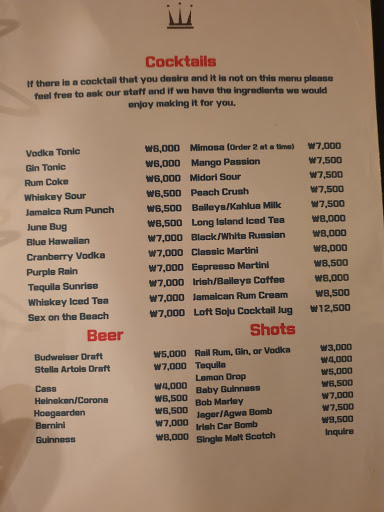 Cocktails
If there is a cocktail that you desire and it is not on this menu please
feel free to ask our staff and if we have the ingredients we would
enjoy making it for you.
Vodka Tonic ₩6,000
Gin Tonic ₩6,000
Rum Coke ₩6,000
Whiskey Sour ₩6,500
Jamaica Rum Punch ₩6,500
June Bug ₩6,500
Blue Hawaiian ₩7,000
Cranberry Vodka ₩7,000
Purple Rain ₩7,000
Tequila Sunrise ₩7,000
Whiskey Iced Tea ₩7,000
Sex on the Beach ₩7,000
Mimosa (Order 2 at a time) ₩7,000
Mango Passion ₩7,500
Midori Sour ₩7,500
Peach Crush ₩7,500
Baileys/Kahlua Milk ₩7,500
Long Island Iced Tea ₩8,000
Black/White Russian ₩8,000
Classic Martini ₩8,000
Espresso Martini ₩8,500
Irish/Baileys Coffee ₩8,000
Jamaican Rum Cream ₩8,500
Loft Soju Cocktail Jug ₩12,500
Beer
Budweiser Draft ₩5,000
Stella Artois Draft ₩7,000
Cass ₩4,000
Heineken/Corona ₩6,500
Hoegaarden ₩6,500
Bernini ₩7,000
Guinness ₩8,000
Shots
Rail Rum, Gin, or Vodka ₩3,000
Tequila ₩4,000
Lemon Drop ₩5,000
Baby Guinness ₩6,500
Bob Marley ₩7,000
Jager/Agwa Bomb ₩7,500
Irish Car Bomb ₩9,500
Single Malt Scotch Inquire